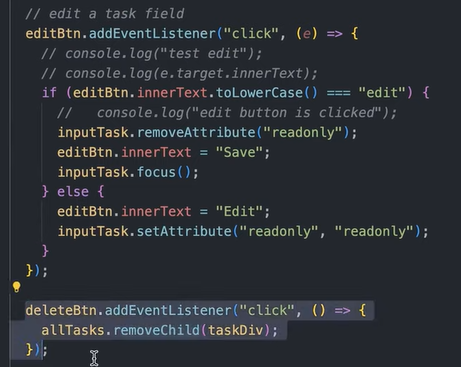 // edit a task field
editBtn.addEventListener("click", (e) => {
// console.log("test edit");
// console.log(e.target.innerText);
if (editBtn.innerText.toLowerCase() === "edit") {
//   console.log("edit button is clicked");
inputTask.removeAttribute("readonly");
editBtn.innerText = "Save";
inputTask.focus();
} else {
editBtn.innerText = "Edit";
inputTask.setAttribute("readonly", "readonly");
}
});
deleteBtn.addEventListener("click", () => {
allTasks.removeChild(taskDiv);
});